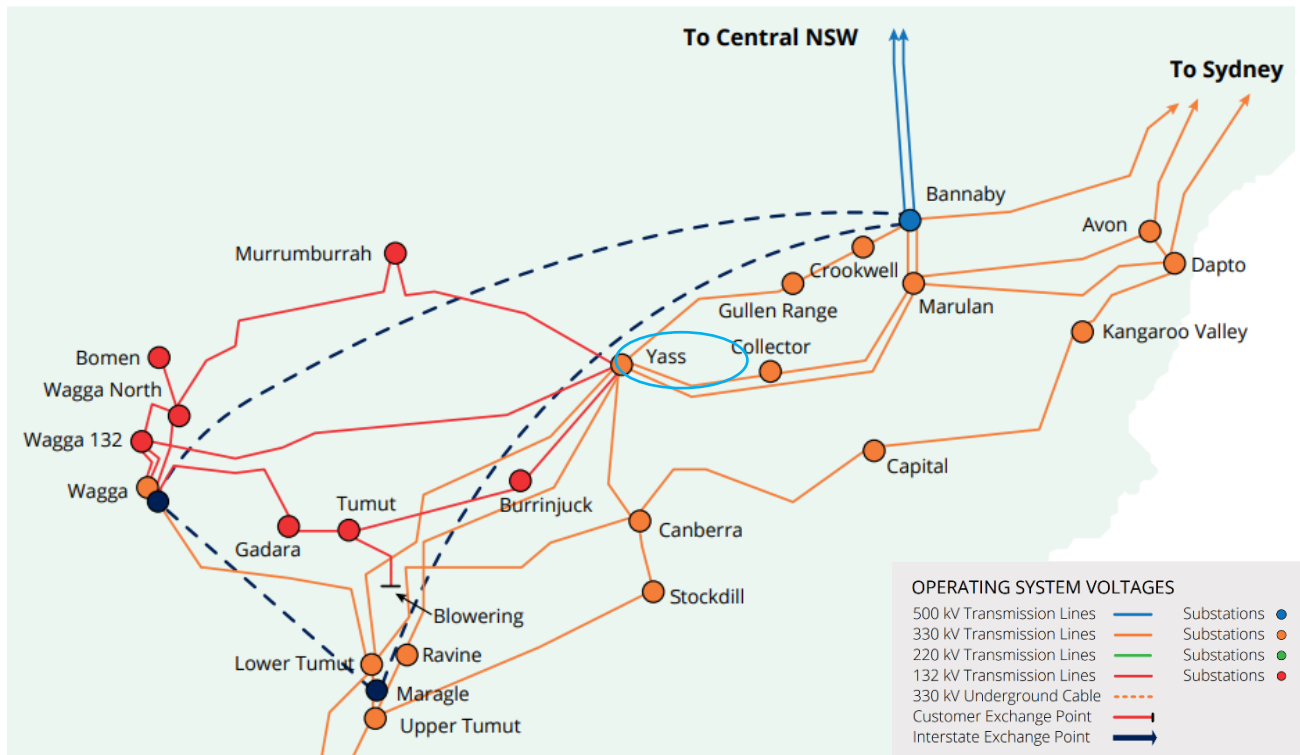 To Central NSW
To Sydney
Bannaby
Avon
Murrumburrah
Crookwell
Dapto
Gullen Range
Marulan
Kangaroo Valley
Bomen
Yass
Collector
Wagga North
Wagga 132
Capital
Wagga
Tumut
Burrinjuck
Gadara
Canberra
Stockdill
Blowering
Ravine
Lower Tumut
Maragle
Upper Tumut
OPERATING SYSTEM VOLTAGES
500 kV Transmission Lines Substations
330 kV Transmission Lines Substations
220 kV Transmission Lines Substations
132 kV Transmission Lines Substations
330 kV Underground Cable
Customer Exchange Point
Interstate Exchange Point